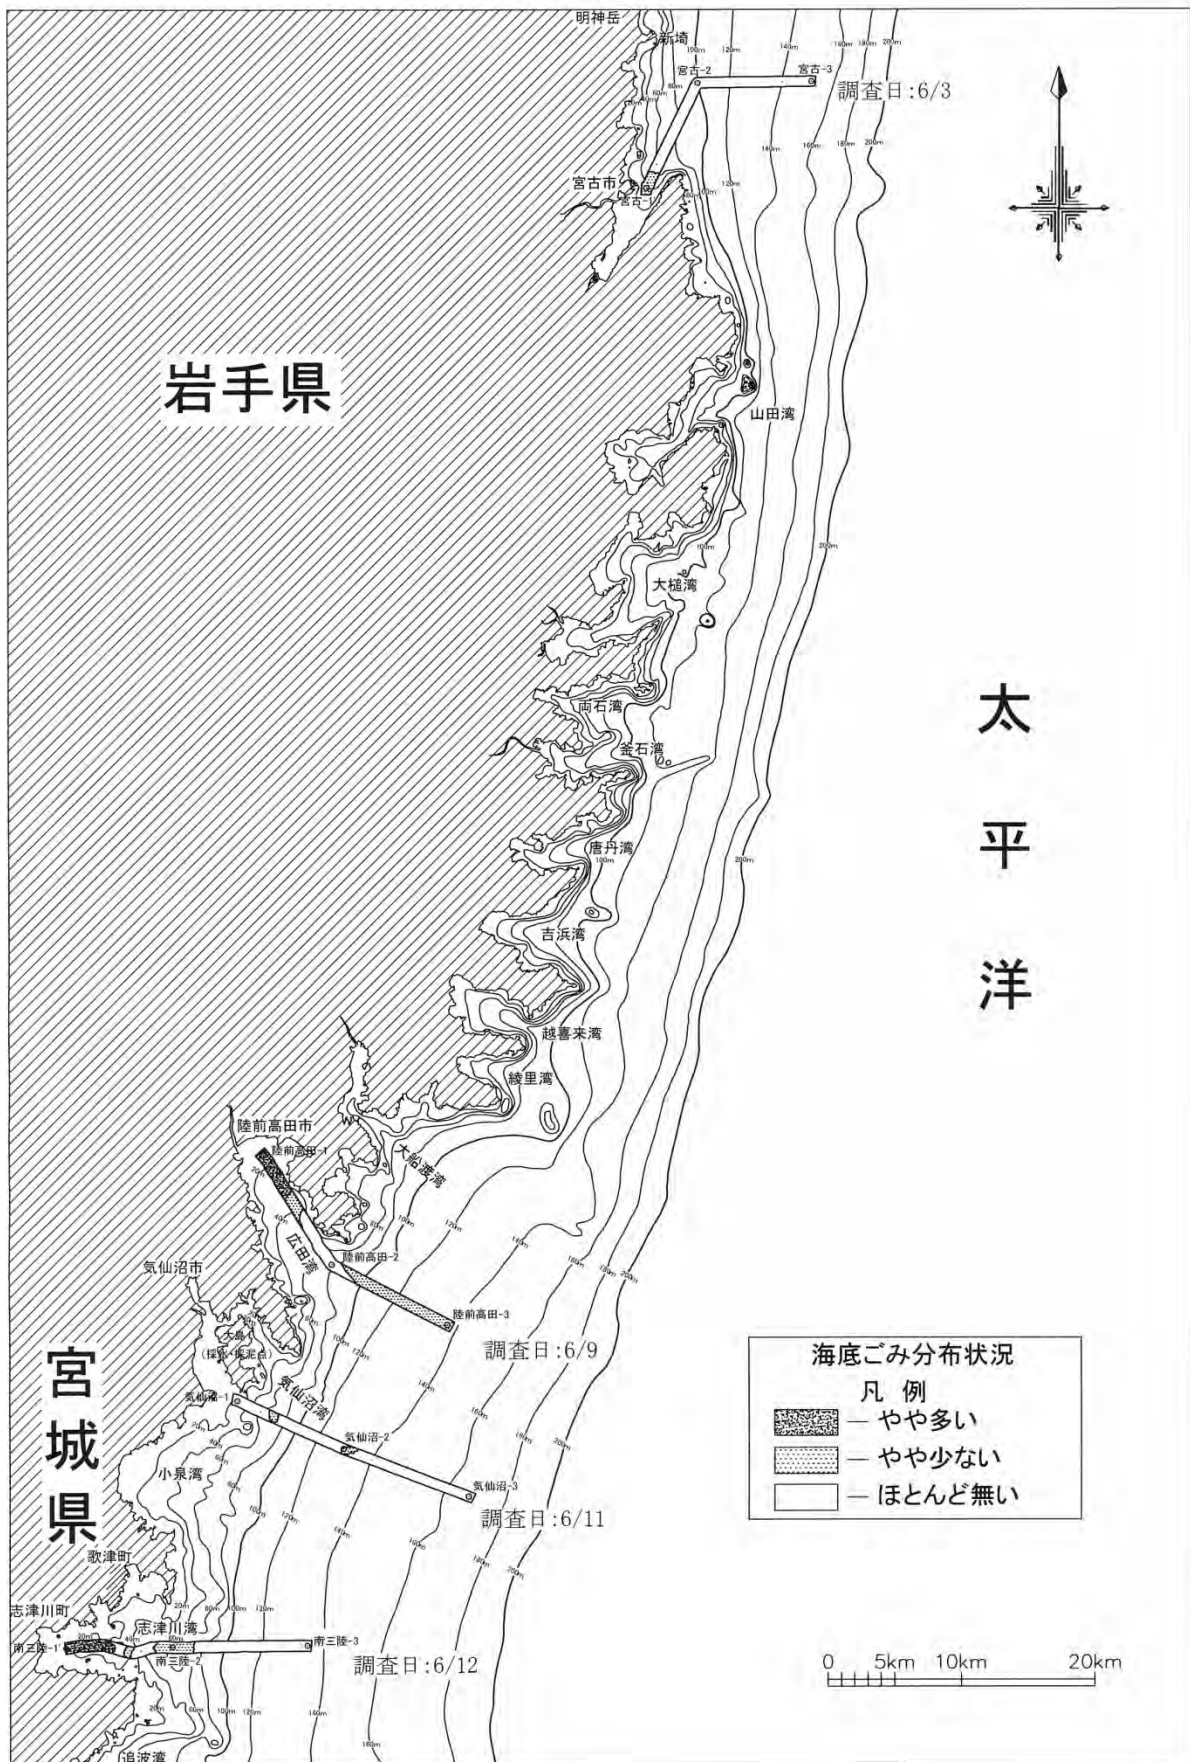 明神岳
新埼
宮古-2
宮古-3
調査日:6/3
宮古市
宮古-1
岩手県
山田湾
大槌湾
両石湾
釜石湾
唐丹湾
吉浜湾
越喜来湾
綾里湾
大船渡湾
陸前高田市
陸前高田-1
広田湾
陸前高田-2
陸前高田-3
調査日:6/9
気仙沼市
大島
気仙沼-1
気仙沼湾
気仙沼-2
気仙沼-3
調査日:6/11
小泉湾
宮城県
歌津町
志津川町
志津川湾
南三陸-1
南三陸-2
南三陸-3
調査日:6/12
追波湾
太平洋
海底ごみ分布状況
凡 例
— やや多い
— やや少ない
— ほとんど無い
0 5km 10km 20km
100m
120m
140m
160m
180m
200m